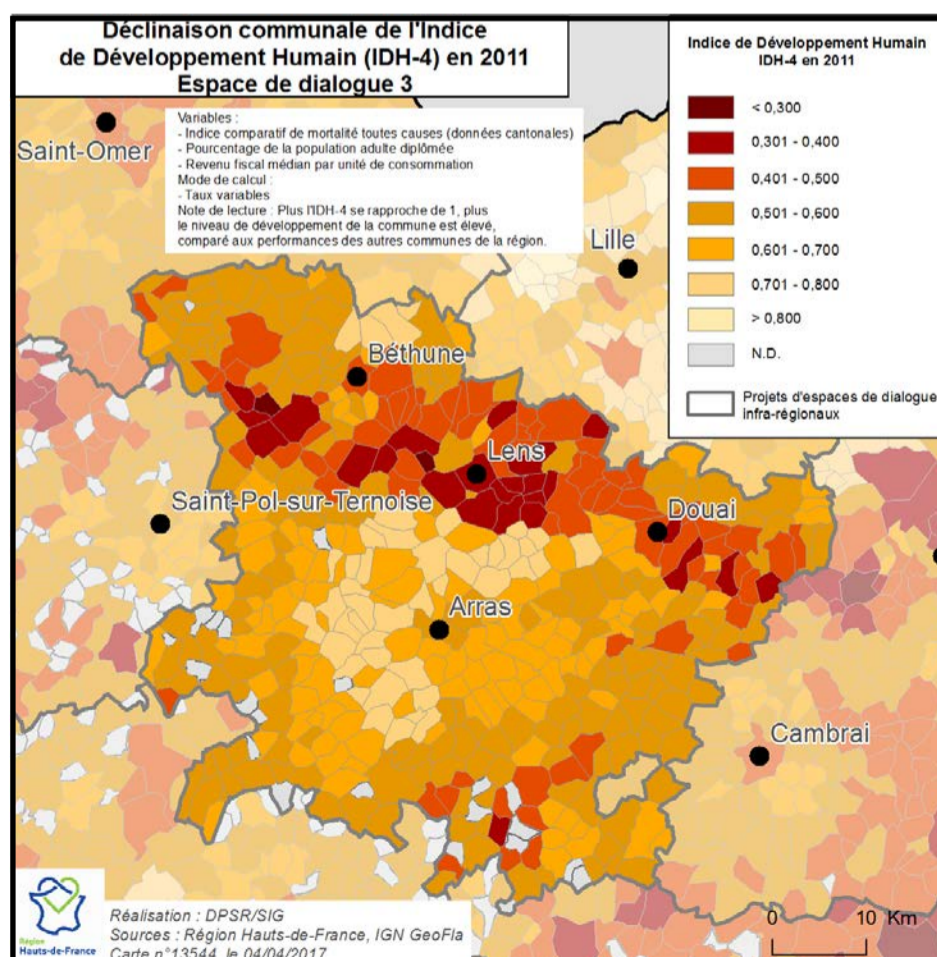 Déclinaison communale de l'Indice
de Développement Humain (IDH-4) en 2011
Espace de dialogue 3
Variables :
- Indice comparatif de mortalité toutes causes (données cantonales)
- Pourcentage de la population adulte diplômée
- Revenu fiscal médian par unité de consommation
Mode de calcul :
- Taux variables
Note de lecture : Plus l'IDH-4 se rapproche de 1, plus
le niveau de développement de la commune est élevé,
comparé aux performances des autres communes de la région.
Indice de Développement Humain
IDH-4 en 2011
< 0,300
0,301 - 0,400
0,401 - 0,500
0,501 - 0,600
0,601 - 0,700
0,701 - 0,800
> 0,800
N.D.
Projets d'espaces de dialogue
infra-régionaux
Saint-Omer
Lille
Béthune
Lens
Saint-Pol-sur-Ternoise
Douai
Arras
Cambrai
0 10 Km
Région
Hauts-de-France
Réalisation : DPSR/SIG
Sources : Région Hauts-de-France, IGN GeoFla
Carte n°13544, le 04/04/2017